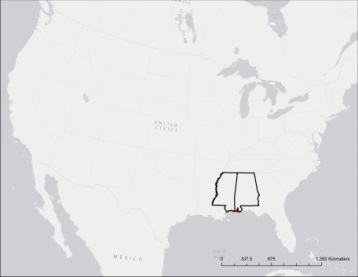 UNITED
STATES
MEXICO
0 337.5 675 1,350 Kilometers